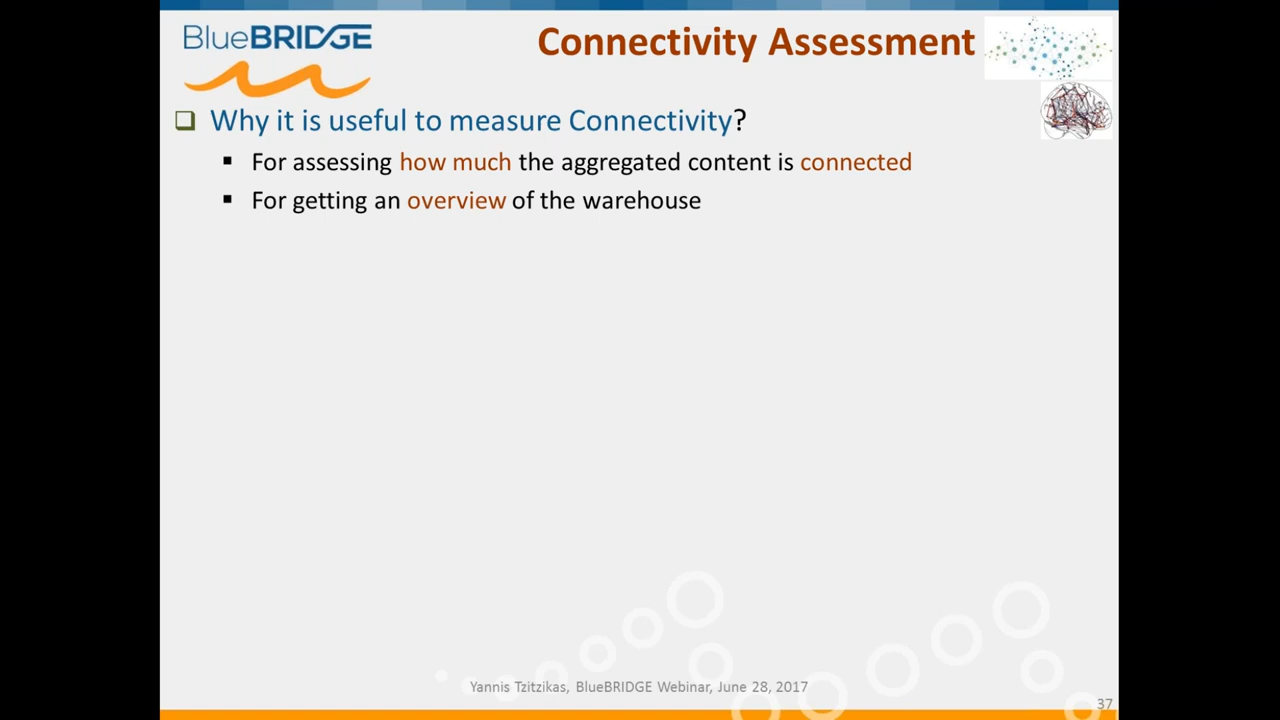 BlueBRIDGE
Connectivity Assessment
Why it is useful to measure Connectivity?
For assessing how much the aggregated content is connected
For getting an overview of the warehouse
Yannis Tzitzikas, BlueBRIDGE Webinar, June 28, 2017
37